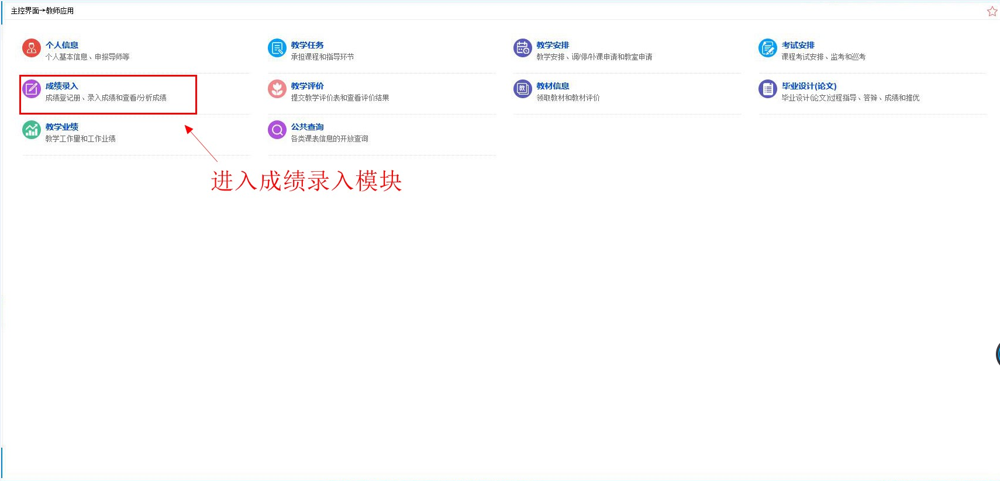 主控界面→教师应用
个人信息
个人基本信息、申报导师等
教学任务
承担课程和指导环节
教学安排
教学安排、调/停/补课申请和教室申请
考试安排
课程考试安排、监考和巡考
成绩录入
成绩登记册、录入成绩和查看/分析成绩
教学评价
提交教学评价表和查看评价结果
教材信息
领取教材和教材评价
教
毕业设计(论文)
毕业设计(论文)过程指导、答辩、成绩和推优
教学业绩
教学工作量和工作业绩
公共查询
各类课表信息的开放查询
进入成绩录入模块